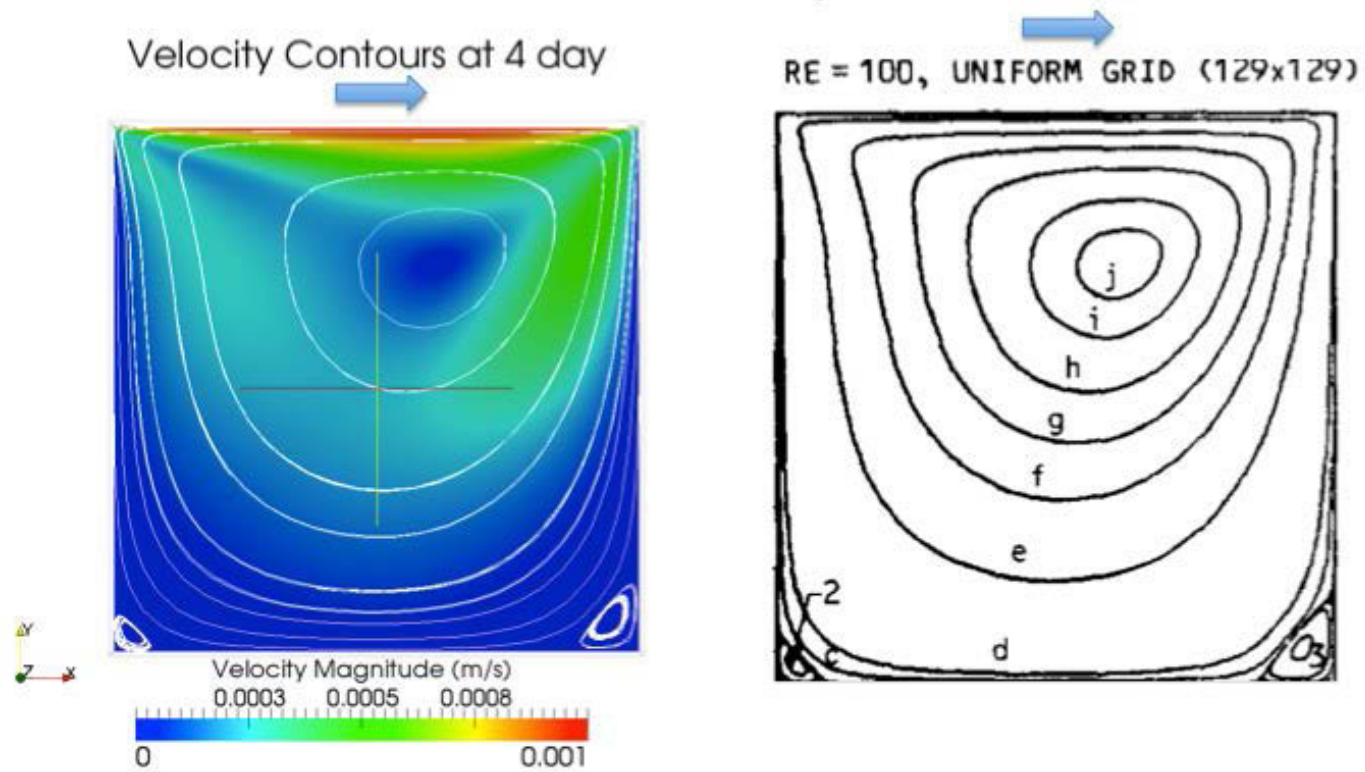 Velocity Contours at 4 day
Y
Z
X
Velocity Magnitude (m/s)
0.0003 0.0005 0.0008
0 0.001
RE = 100, UNIFORM GRID (129x129)
j
i
h
g
f
e
2
c
d
3